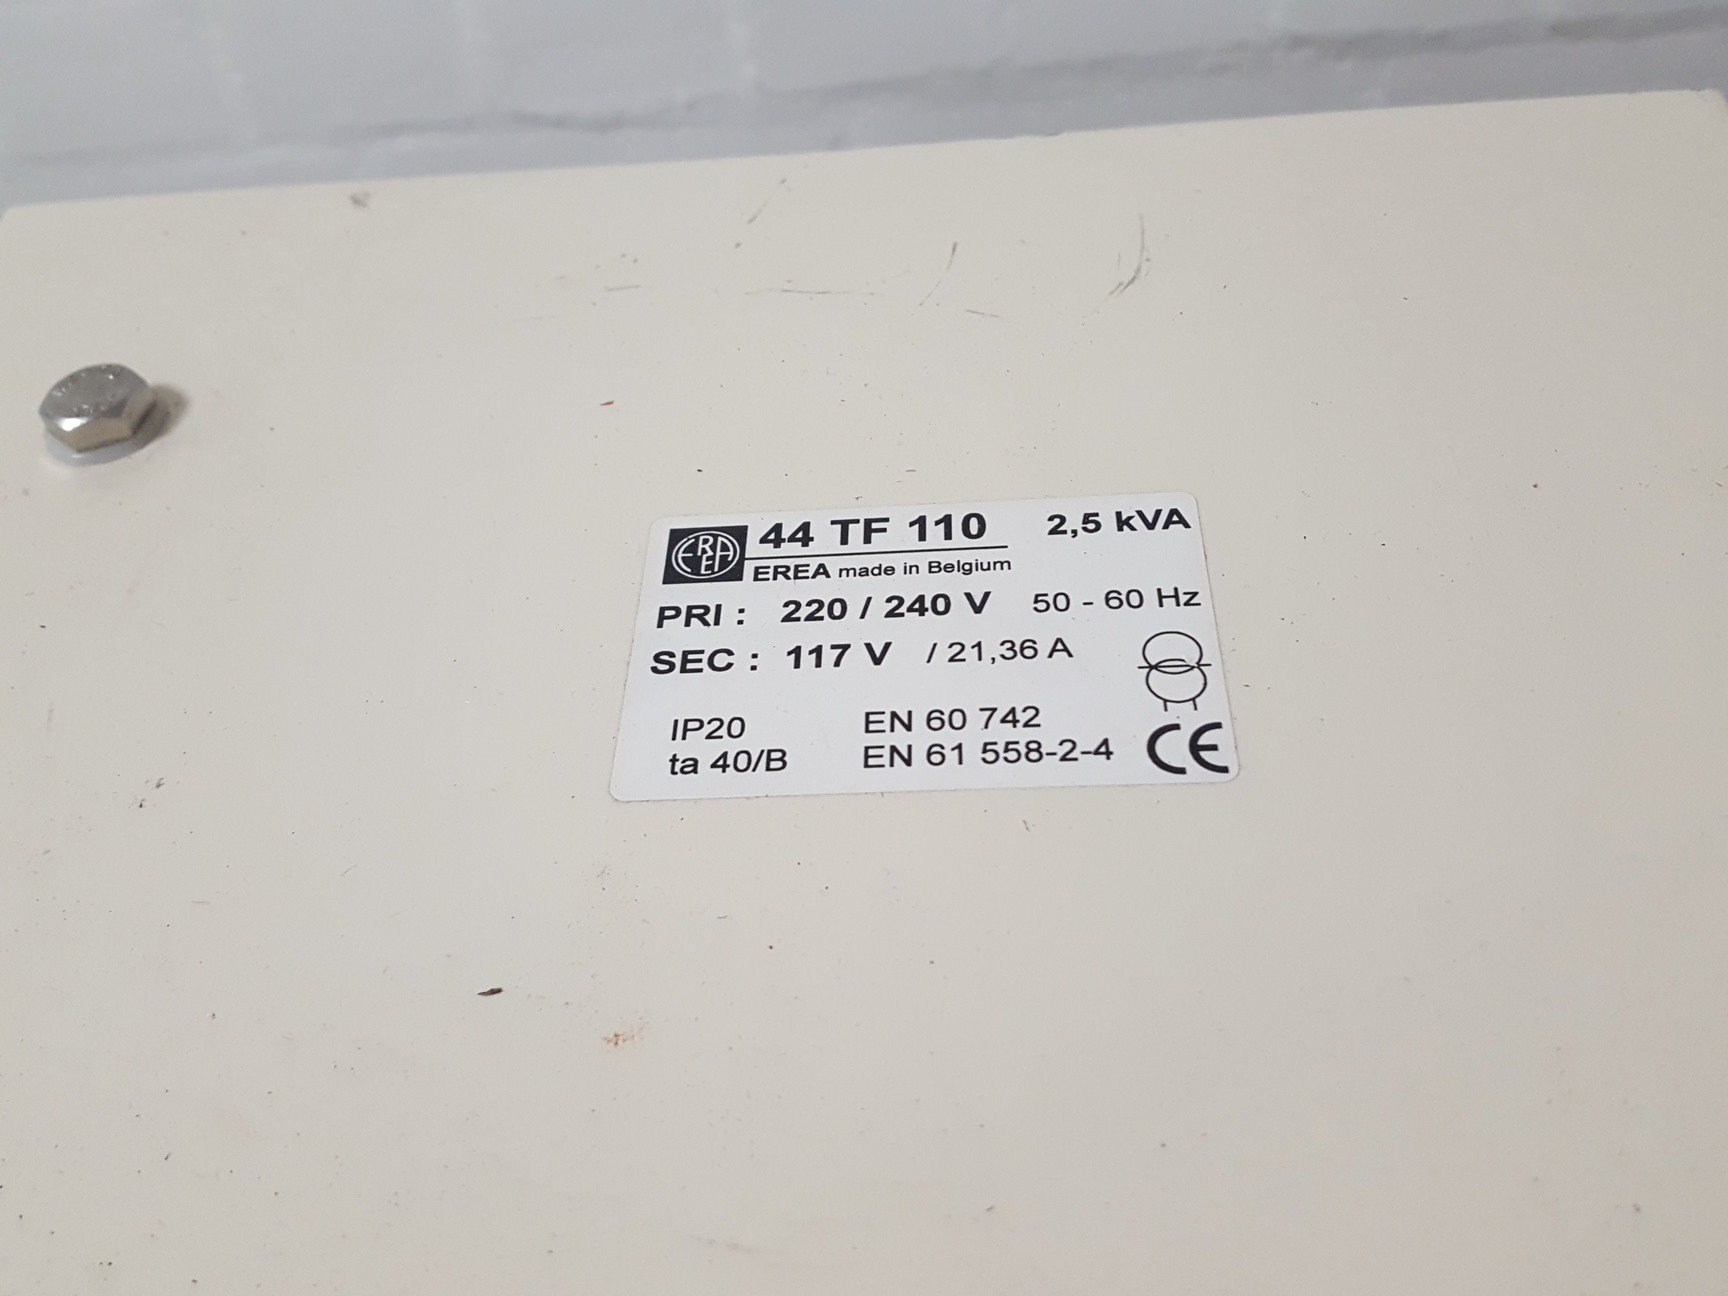 EREA
44 TF 110 2,5 kVA
EREA made in Belgium
PRI : 220 / 240 V 50 - 60 Hz
SEC : 117 V / 21,36 A
IP20 EN 60 742
ta 40/B EN 61 558-2-4 CE